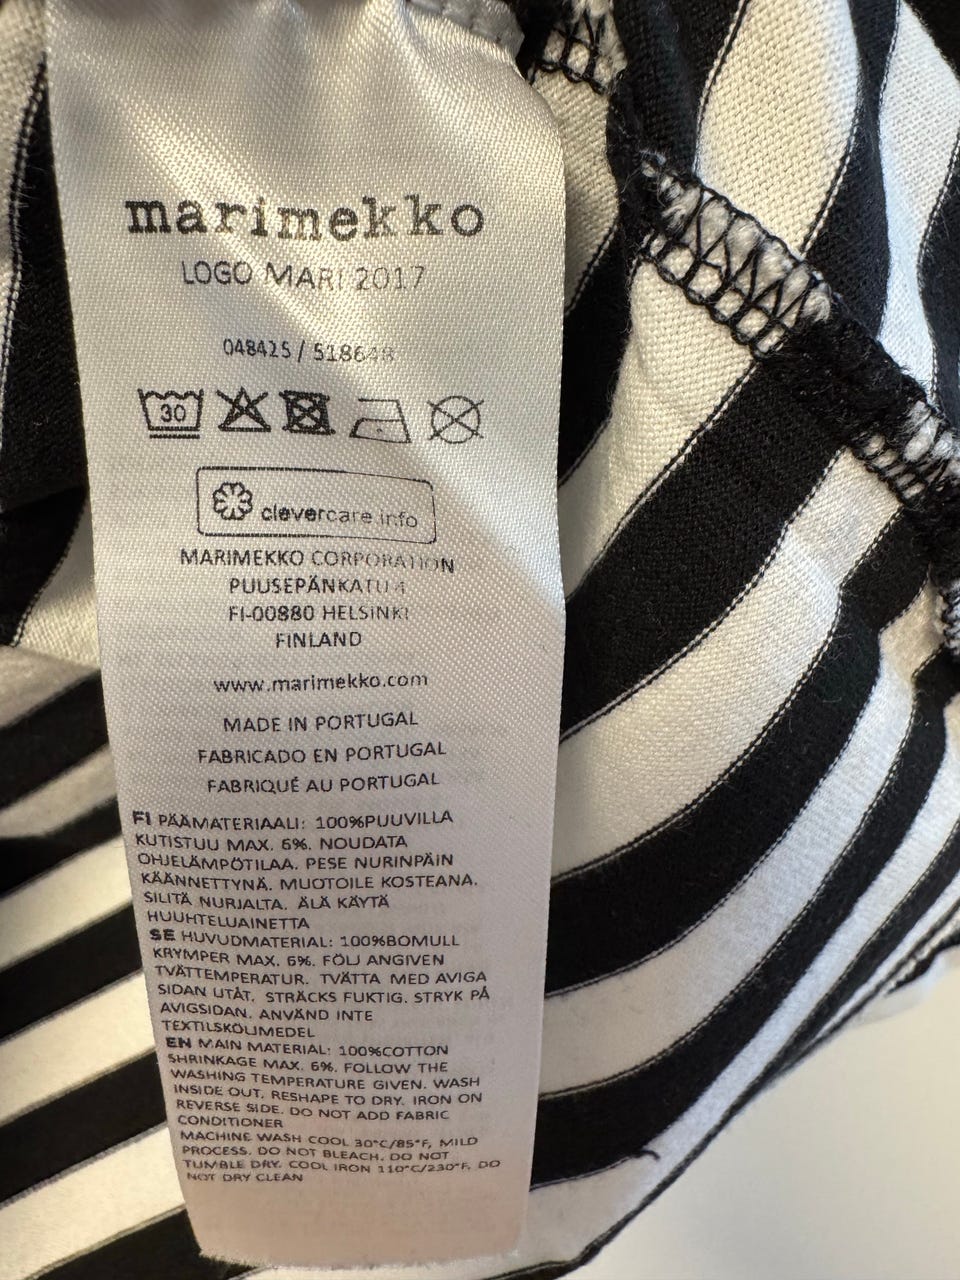 marimekko
LOGO MARI 2017
048425 / 518648
30
clevercare.info
MARIMEKKO CORPORATION
PUUSEPÄNKATU 4
FI-00880 HELSINKI
FINLAND
www.marimekko.com
MADE IN PORTUGAL
FABRICADO EN PORTUGAL
FABRIQUÉ AU PORTUGAL
FI PÄÄMATERIAALI: 100%PUUVILLA
KUTISTUU MAX. 6%. NOUDATA
OHJELÄMPÖTILAA. PESE NURINPÄIN
KÄÄNNETTYNÄ. MUOTOILE KOSTEANA.
SILITÄ NURJALTA. ÄLÄ KÄYTÄ
HUUHTELUAINETTA
SE HUVUDMATERIAL: 100%BOMULL
KRYMPER MAX. 6%. FÖLJ ANGIVEN
TVÄTTEMPERATUR. TVÄTTA MED AVIGA
SIDAN UTÅT. STRÄCKS FUKTIG. STRYK PÅ
AVIGSIDAN. ANVÄND INTE
TEXTILSKÖLJMEDEL
EN MAIN MATERIAL: 100%COTTON
SHRINKAGE MAX. 6%. FOLLOW THE
WASHING TEMPERATURE GIVEN. WASH
INSIDE OUT. RESHAPE TO DRY. IRON ON
REVERSE SIDE. DO NOT ADD FABRIC
CONDITIONER
MACHINE WASH COOL 30°C/85°F, MILD
PROCESS. DO NOT BLEACH. DO NOT
TUMBLE DRY. COOL IRON 110°C/230°F. DO
NOT DRY CLEAN